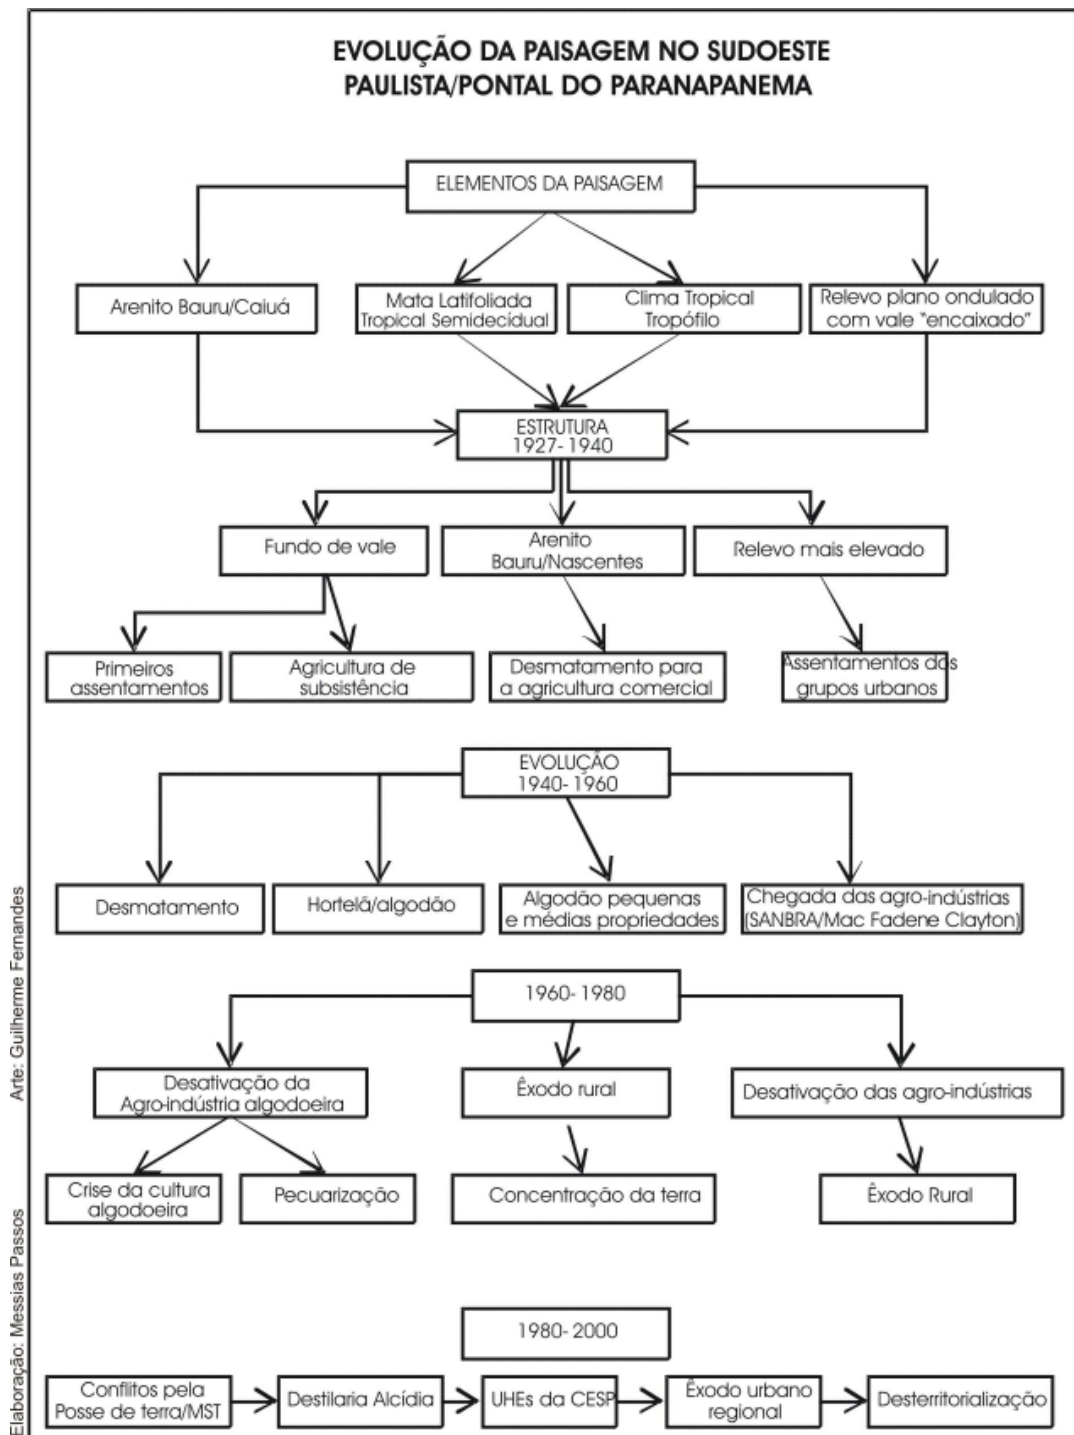 EVOLUÇÃO DA PAISAGEM NO SUDOESTE
PAULISTA/PONTAL DO PARANAPANEMA
ELEMENTOS DA PAISAGEM
Arenito Bauru/Caiuá
Mata Latifoliada
Tropical Semidecídual
Clima Tropical
Tropófilo
Relevo plano ondulado
com vale "encaixado"
ESTRUTURA
1927- 1940
Fundo de vale
Arenito
Bauru/Nascentes
Relevo mais elevado
Primeiros
assentamentos
Agricultura de
subsistência
Desmatamento para
a agricultura comercial
Assentamentos dos
grupos urbanos
EVOLUÇÃO
1940- 1960
Desmatamento
Hortelã/algodão
Algodão pequenas
e médias propriedades
Chegada das agro-indústrias
(SANBRA/Mac Fadene Clayton)
1960- 1980
Desativação da
Agro-indústria algodoeira
Êxodo rural
Desativação das agro-indústrias
Crise da cultura
algodoeira
Pecuarização
Concentração da terra
Êxodo Rural
1980- 2000
Conflitos pela
Posse de terra/MST
Destilaria Alcídia
UHEs da CESP
Êxodo urbano
regional
Desterritorialização
Arte: Guilherme Fernandes
Elaboração: Messias Passos